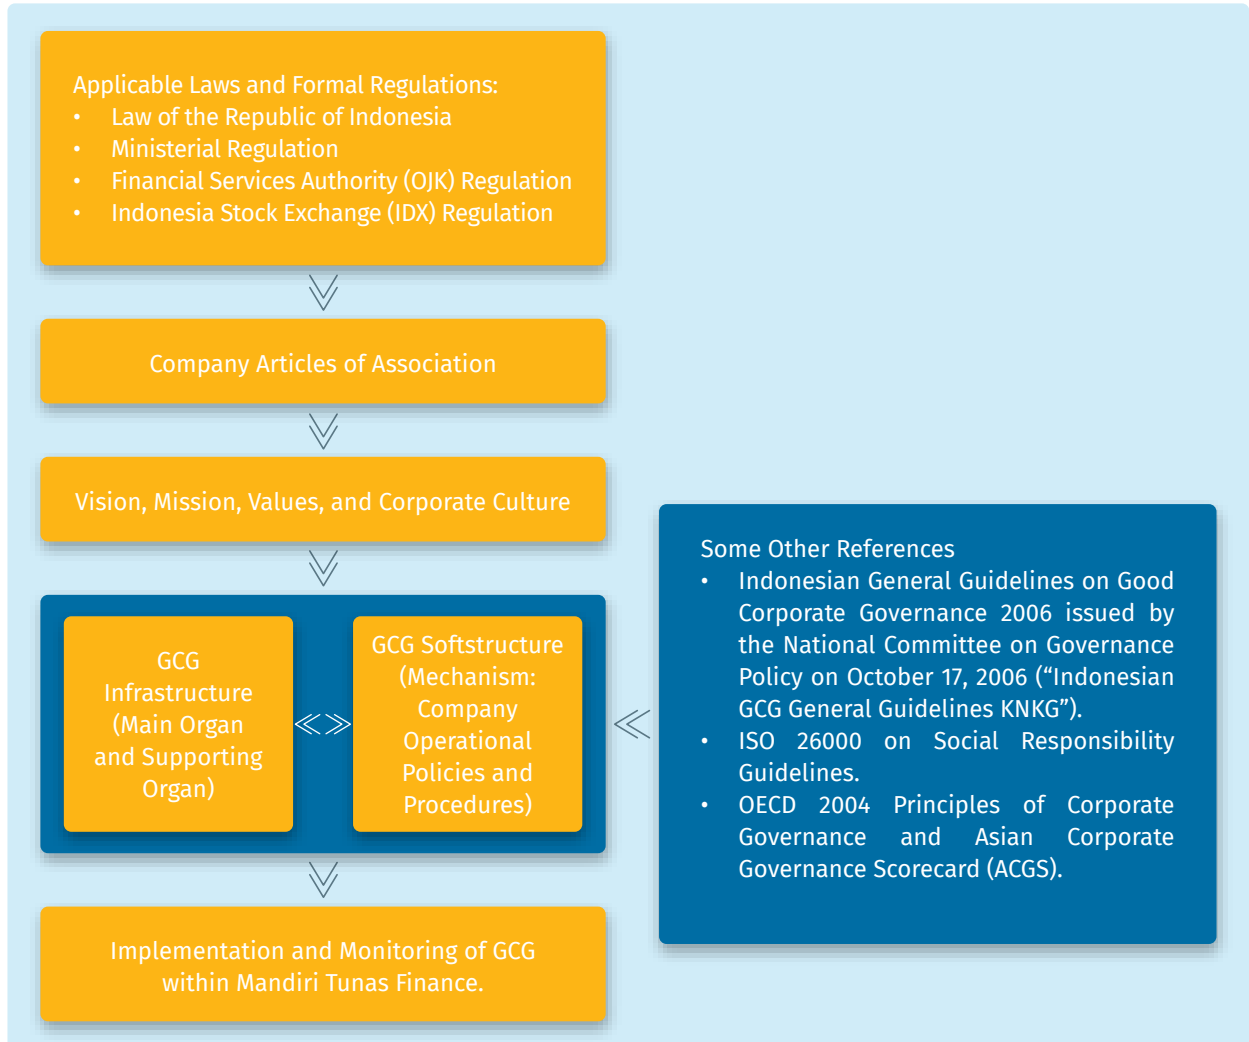 Applicable Laws and Formal Regulations:
• Law of the Republic of Indonesia
• Ministerial Regulation
• Financial Services Authority (OJK) Regulation
• Indonesia Stock Exchange (IDX) Regulation
Company Articles of Association
Vision, Mission, Values, and Corporate Culture
GCG
Infrastructure
(Main Organ
and Supporting
Organ)
GCG Softstructure
(Mechanism:
Company
Operational
Policies and
Procedures)
Some Other References
• Indonesian General Guidelines on Good
Corporate Governance 2006 issued by
the National Committee on Governance
Policy on October 17, 2006 (“Indonesian
GCG General Guidelines KNKG”).
• ISO 26000 on Social Responsibility
Guidelines.
• OECD 2004 Principles of Corporate
Governance and Asian Corporate
Governance Scorecard (ACGS).
Implementation and Monitoring of GCG
within Mandiri Tunas Finance.